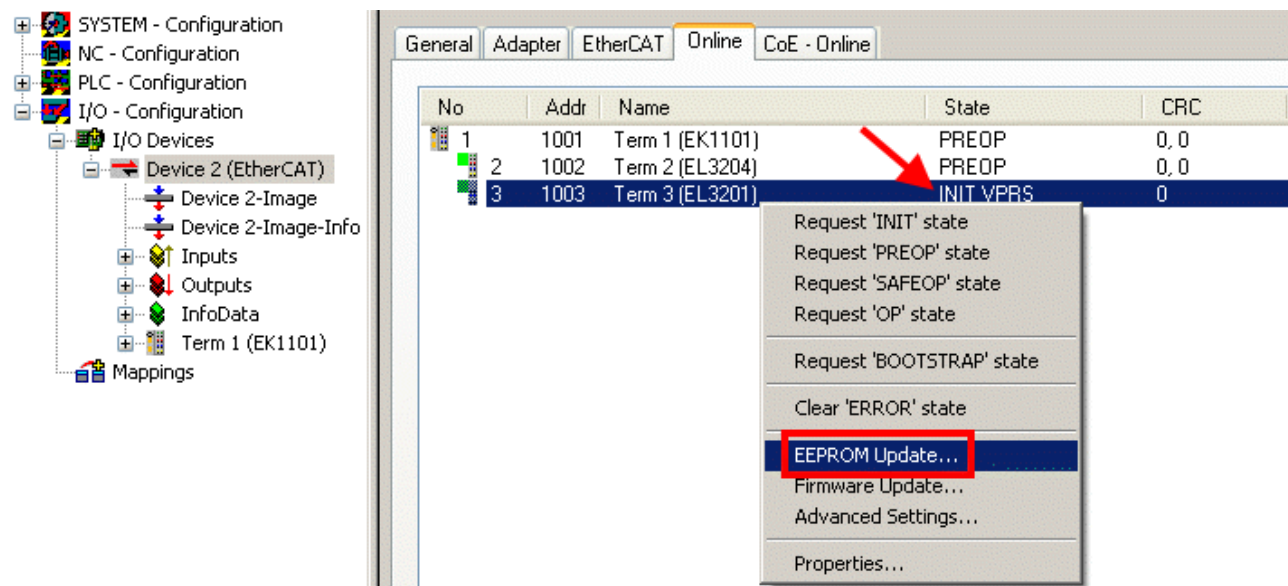 SYSTEM - Configuration
NC - Configuration
PLC - Configuration
I/O - Configuration
I/O Devices
Device 2 (EtherCAT)
Device 2-Image
Device 2-Image-Info
Inputs
Outputs
InfoData
Term 1 (EK1101)
Mappings
General Adapter EtherCAT Online CoE - Online
No Addr Name State CRC
1 1001 Term 1 (EK1101) PREOP 0, 0
2 1002 Term 2 (EL3204) PREOP 0, 0
3 1003 Term 3 (EL3201) INIT VPRS 0
Request 'INIT' state
Request 'PREOP' state
Request 'SAFEOP' state
Request 'OP' state
Request 'BOOTSTRAP' state
Clear 'ERROR' state
EEPROM Update...
Firmware Update...
Advanced Settings...
Properties...